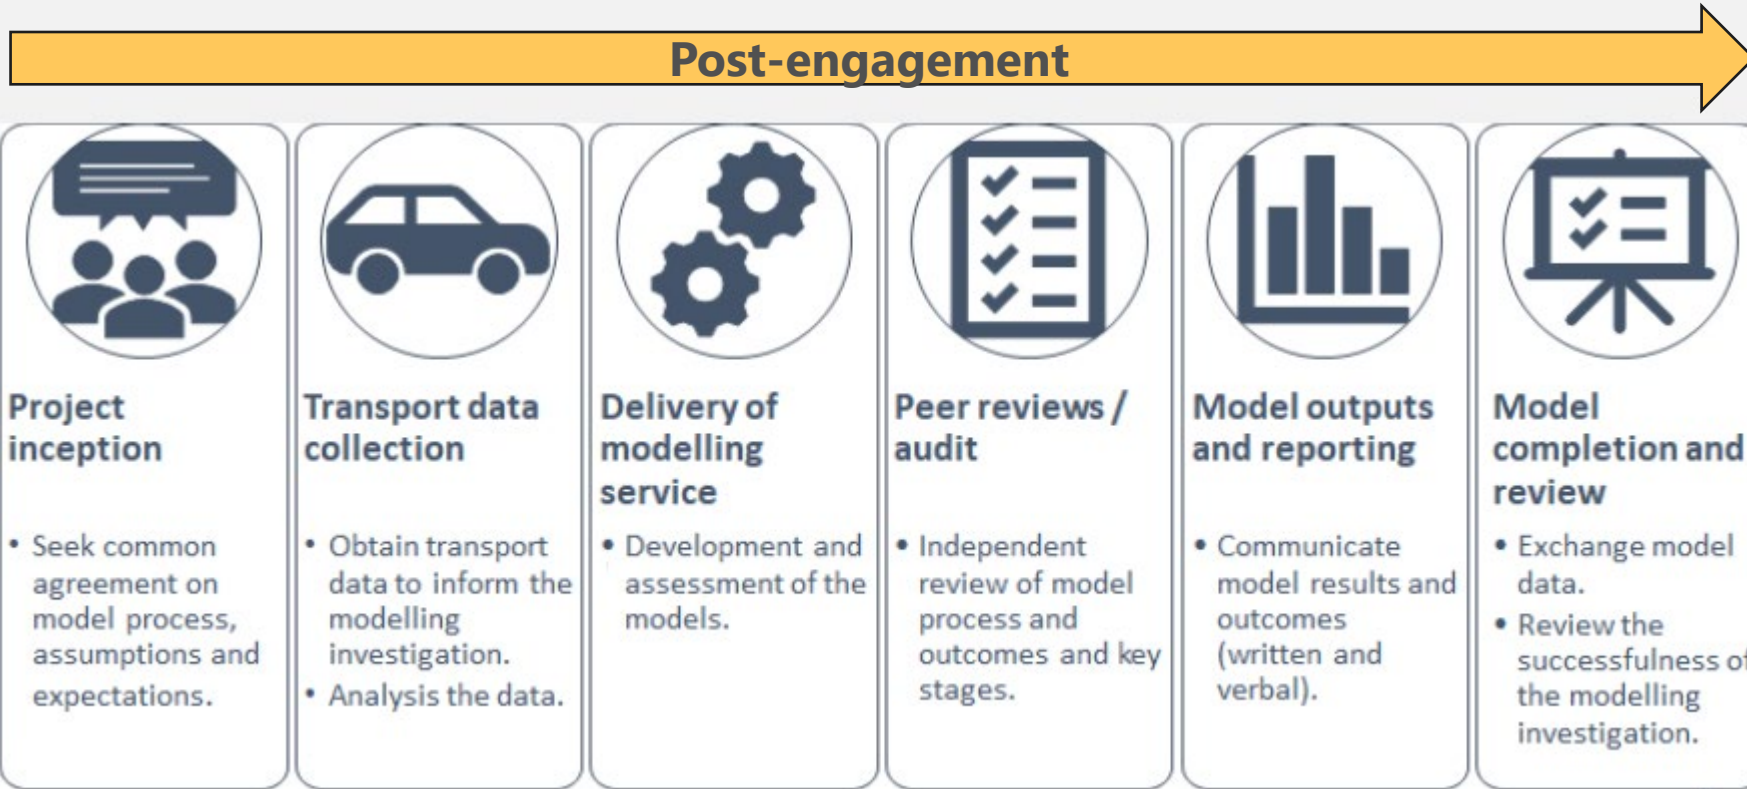 Post-engagement
Project
inception
• Seek common
agreement on
model process,
assumptions and
expectations.
Transport data
collection
• Obtain transport
data to inform the
modelling
investigation.
• Analysis the data.
Delivery of
modelling
service
• Development and
assessment of the
models.
Peer reviews /
audit
• Independent
review of model
process and
outcomes and key
stages.
Model outputs
and reporting
• Communicate
model results and
outcomes
(written and
verbal).
Model
completion and
review
• Exchange model
data.
• Review the
successfulness of
the modelling
investigation.